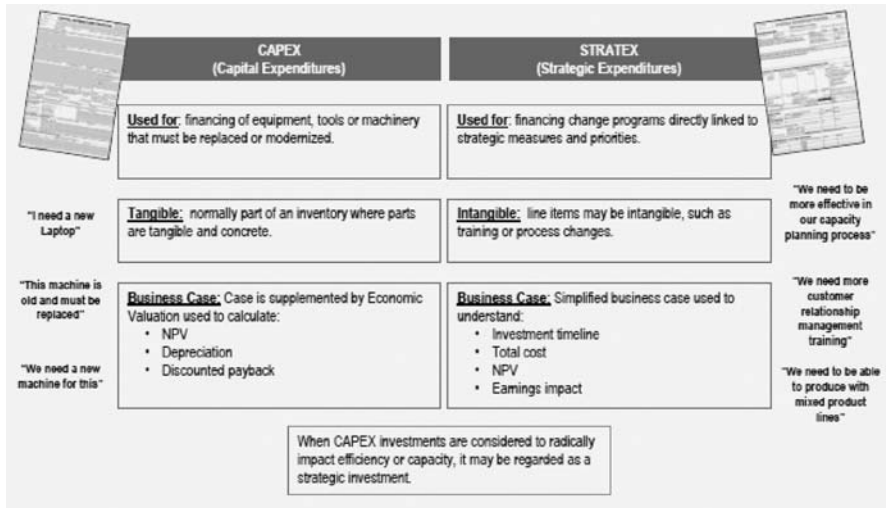 CAPEX
(Capital Expenditures)
STRATEX
(Strategic Expenditures)
Used for: financing of equipment, tools or machinery
that must be replaced or modernized.
Used for: financing change programs directly linked to
strategic measures and priorities.
"I need a new
Laptop"
Tangible: normally part of an inventory where parts
are tangible and concrete.
Intangible: line items may be intangible, such as
training or process changes.
"We need to be
more effective in
our capacity
planning process"
"This machine is
old and must be
replaced"
"We need a new
machine for this"
Business Case: Case is supplemented by Economic
Valuation used to calculate:
• NPV
• Depreciation
• Discounted payback
Business Case: Simplified business case used to
understand:
• Investment timeline
• Total cost
• NPV
• Earnings impact
"We need more
customer
relationship
management
training"
"We need to be able
to produce with
mixed product
lines"
When CAPEX investments are considered to radically
impact efficiency or capacity, it may be regarded as a
strategic investment.